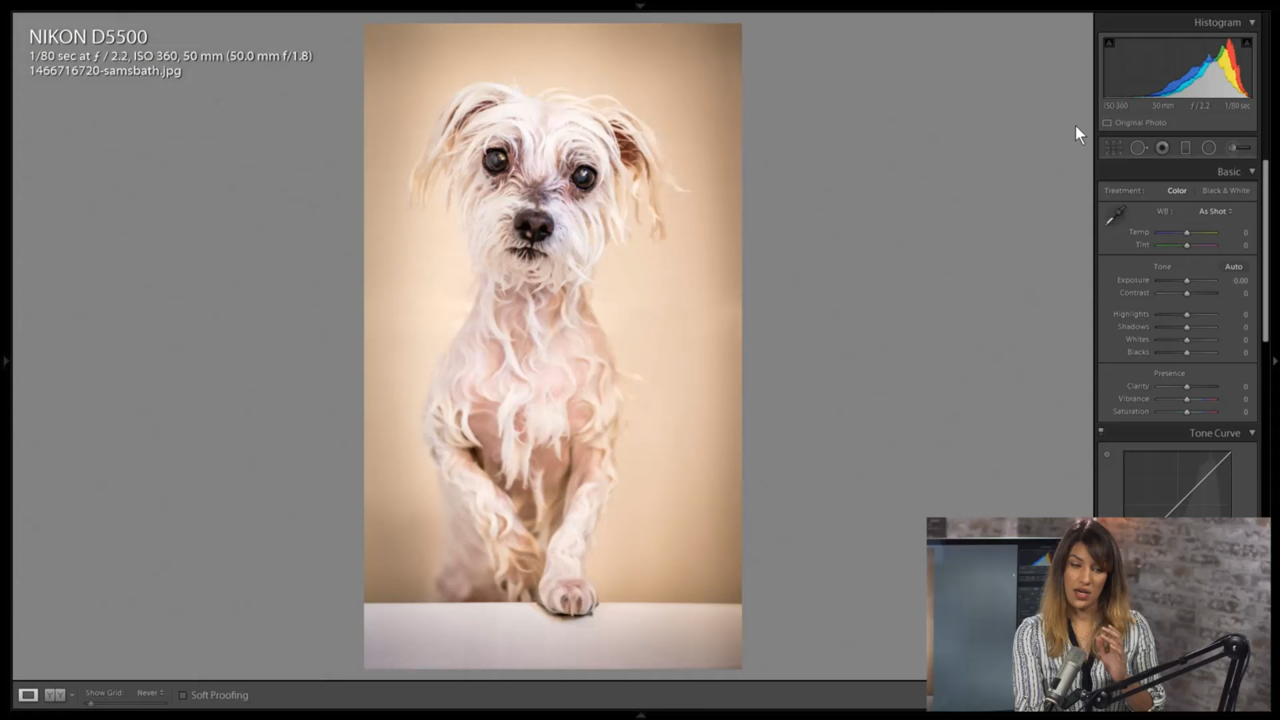 NIKON D5500
1/80 sec at ƒ / 2.2, ISO 360, 50 mm (50.0 mm f/1.8)
1466716720-samsbath.jpg
Histogram
ISO 360 50 mm ƒ / 2.2 1/80 sec
Original Photo
Basic
Treatment : Color Black & White
WB : As Shot
Temp 0
Tint 0
Tone Auto
Exposure 0.00
Contrast 0
Highlights 0
Shadows 0
Whites 0
Blacks 0
Presence
Clarity 0
Vibrance 0
Saturation 0
Tone Curve
Show Grid: Never Soft Proofing